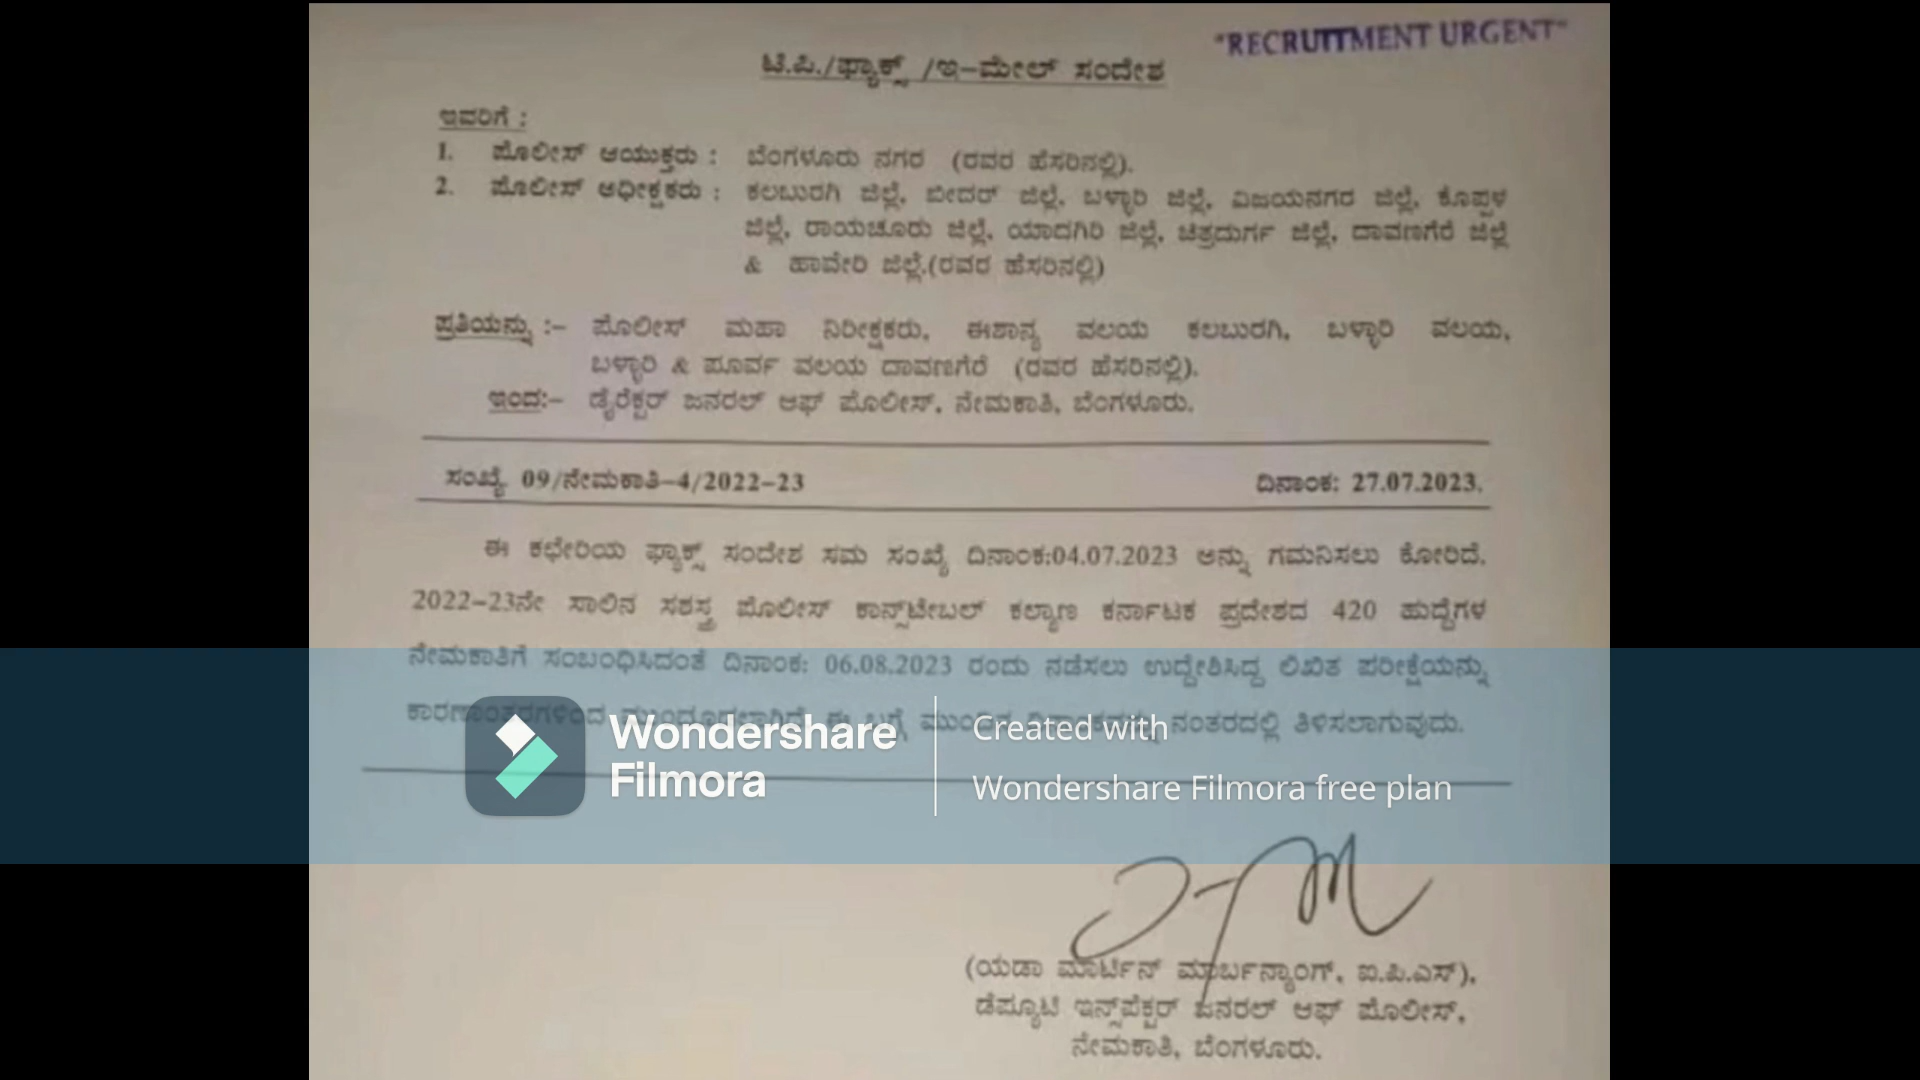 "RECRUITMENT URGENT"
ಟಿ.ಪಿ./ಫ್ಯಾಕ್ಸ್ /ಇ–ಮೇಲ್ ಸಂದೇಶ
ಇವರಿಗೆ :
1. ಪೊಲೀಸ್ ಆಯುಕ್ತರು : ಬೆಂಗಳೂರು ನಗರ (ರವರ ಹೆಸರಿನಲ್ಲಿ).
2. ಪೊಲೀಸ್ ಅಧೀಕ್ಷಕರು : ಕಲಬುರಗಿ ಜಿಲ್ಲೆ, ಬೀದರ್ ಜಿಲ್ಲೆ, ಬಳ್ಳಾರಿ ಜಿಲ್ಲೆ, ವಿಜಯನಗರ ಜಿಲ್ಲೆ, ಕೊಪ್ಪಳ
ಜಿಲ್ಲೆ, ರಾಯಚೂರು ಜಿಲ್ಲೆ, ಯಾದಗಿರಿ ಜಿಲ್ಲೆ, ಚಿತ್ರದುರ್ಗ ಜಿಲ್ಲೆ, ದಾವಣಗೆರೆ ಜಿಲ್ಲೆ
& ಹಾವೇರಿ ಜಿಲ್ಲೆ.(ರವರ ಹೆಸರಿನಲ್ಲಿ)
ಪ್ರತಿಯನ್ನು :– ಪೊಲೀಸ್ ಮಹಾ ನಿರೀಕ್ಷಕರು, ಈಶಾನ್ಯ ವಲಯ ಕಲಬುರಗಿ, ಬಳ್ಳಾರಿ ವಲಯ,
ಬಳ್ಳಾರಿ & ಪೂರ್ವ ವಲಯ ದಾವಣಗೆರೆ (ರವರ ಹೆಸರಿನಲ್ಲಿ).
ಇಂದ:– ಡೈರೆಕ್ಟರ್ ಜನರಲ್ ಆಫ್ ಪೊಲೀಸ್, ನೇಮಕಾತಿ, ಬೆಂಗಳೂರು.
ಸಂಖ್ಯೆ 09/ನೇಮಕಾತಿ–4/2022–23 ದಿನಾಂಕ: 27.07.2023.
ಈ ಕಛೇರಿಯ ಫ್ಯಾಕ್ಸ್ ಸಂದೇಶ ಸಮ ಸಂಖ್ಯೆ ದಿನಾಂಕ:04.07.2023 ಅನ್ನು ಗಮನಿಸಲು ಕೋರಿದೆ.
2022–23ನೇ ಸಾಲಿನ ಸಶಸ್ತ್ರ ಪೊಲೀಸ್ ಕಾನ್ಸ್‌ಟೇಬಲ್ ಕಲ್ಯಾಣ ಕರ್ನಾಟಕ ಪ್ರದೇಶದ 420 ಹುದ್ದೆಗಳ
ನೇಮಕಾತಿಗೆ ಸಂಬಂಧಿಸಿದಂತೆ ದಿನಾಂಕ: 06.08.2023 ರಂದು ನಡೆಸಲು ಉದ್ದೇಶಿಸಿದ್ದ ಲಿಖಿತ ಪರೀಕ್ಷೆಯನ್ನು
ಕಾರಣಾಂತರಗಳಿಂದ ನಂತರದಲ್ಲಿ ತಿಳಿಸಲಾಗುವುದು.
Wondershare
Filmora
Created with
Wondershare Filmora free plan
(ಯಡಾ ಮಾರ್ಟಿನ್ ಮಾರ್ಬನ್ಯಾಂಗ್, ಐ.ಪಿ.ಎಸ್),
ಡೆಪ್ಯೂಟಿ ಇನ್ಸ್‌ಪೆಕ್ಟರ್ ಜನರಲ್ ಆಫ್ ಪೊಲೀಸ್,
ನೇಮಕಾತಿ, ಬೆಂಗಳೂರು.